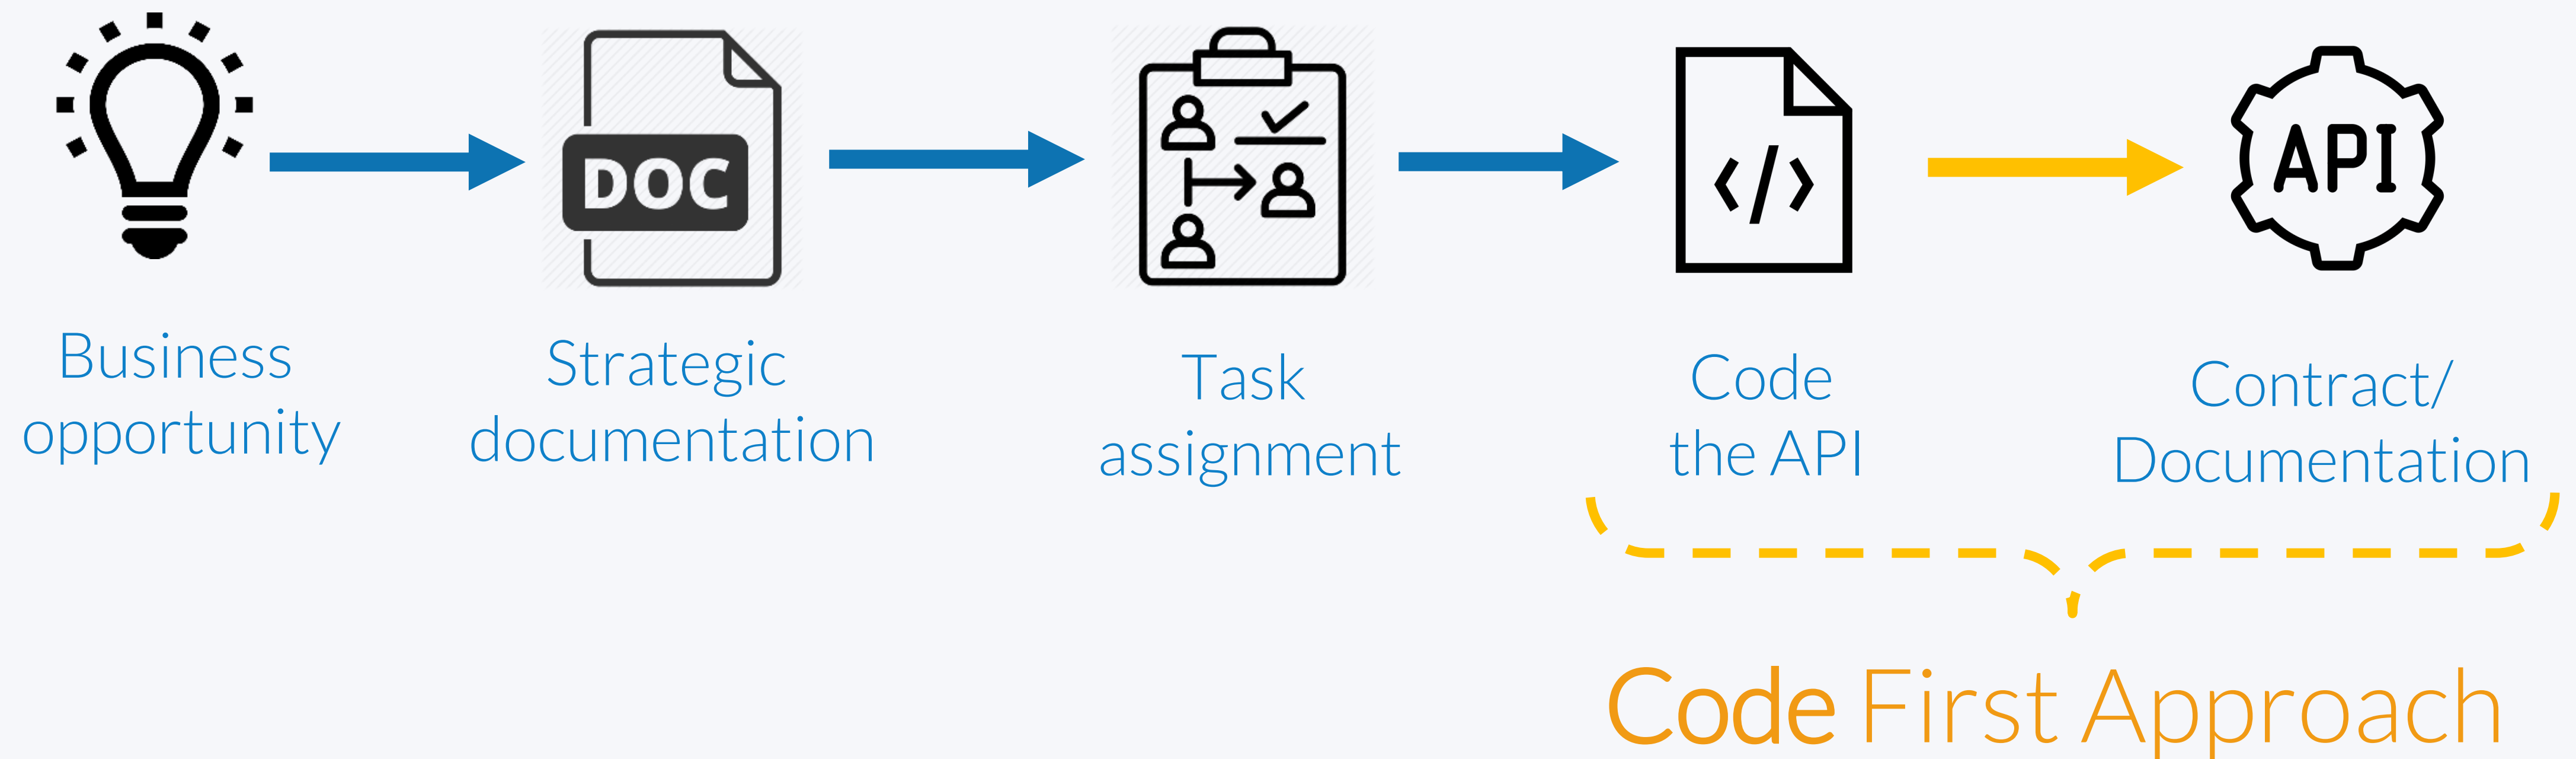 DOC
</>
API
Business
opportunity
Strategic
documentation
Task
assignment
Code
the API
Contract/
Documentation
Code First Approach